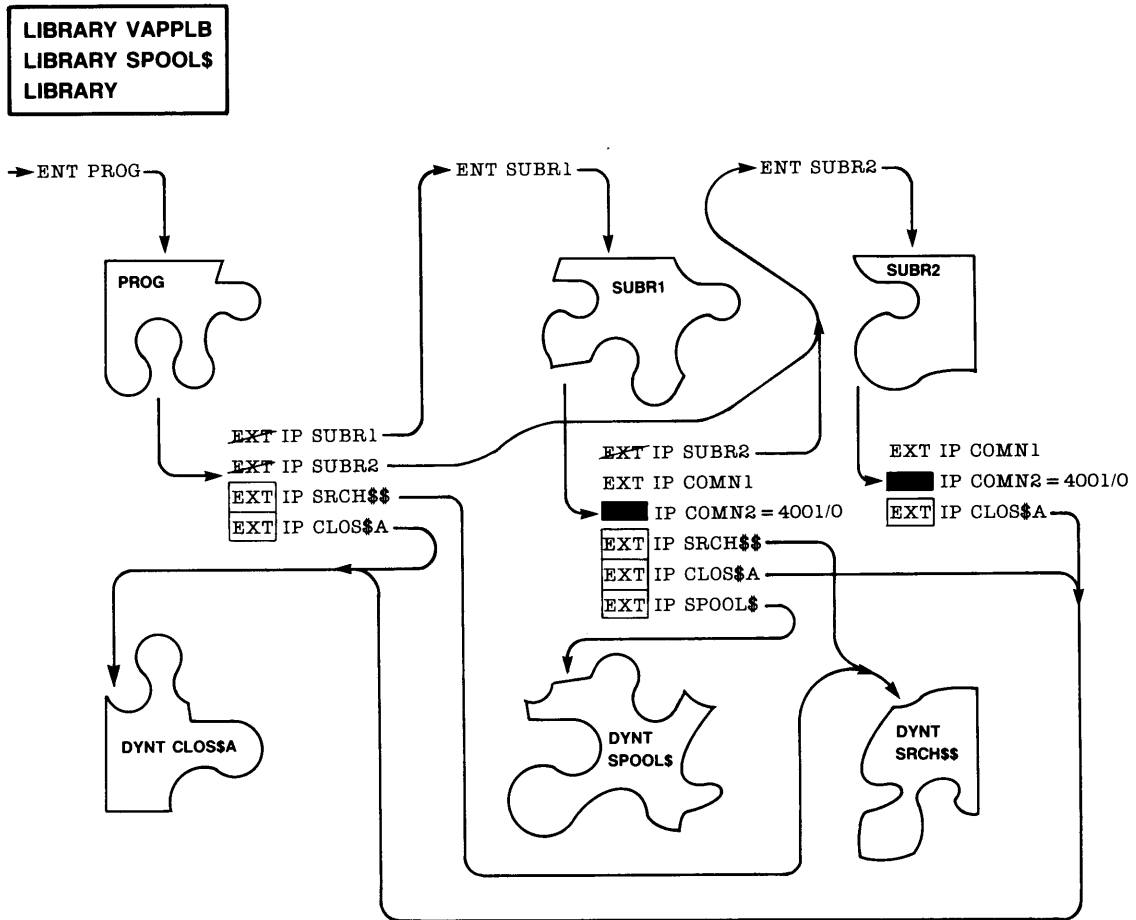 LIBRARY VAPPLB
LIBRARY SPOOL$
LIBRARY
ENT PROG
ENT SUBR1
ENT SUBR2
PROG
SUBR1
SUBR2
EXT IP SUBR1
EXT IP SUBR2
EXT IP SRCH$$
EXT IP CLOS$A
EXT IP SUBR2
EXT IP COMN1
IP COMN2 = 4001/0
EXT IP SRCH$$
EXT IP CLOS$A
EXT IP SPOOL$
EXT IP COMN1
IP COMN2 = 4001/0
EXT IP CLOS$A
DYNT CLOS$A
DYNT
SPOOL$
DYNT
SRCH$$